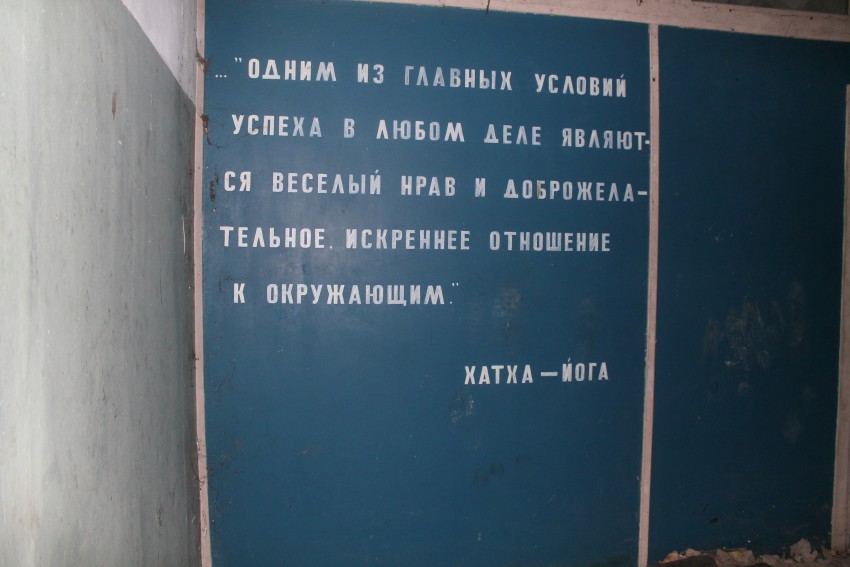 ..."ОДНИМ ИЗ ГЛАВНЫХ УСЛОВИЙ
УСПЕХА В ЛЮБОМ ДЕЛЕ ЯВЛЯЮТ-
СЯ ВЕСЕЛЫЙ НРАВ И ДОБРОЖЕЛА-
ТЕЛЬНОЕ, ИСКРЕННЕЕ ОТНОШЕНИЕ
К ОКРУЖАЮЩИМ."
ХАТХА — ЙОГА